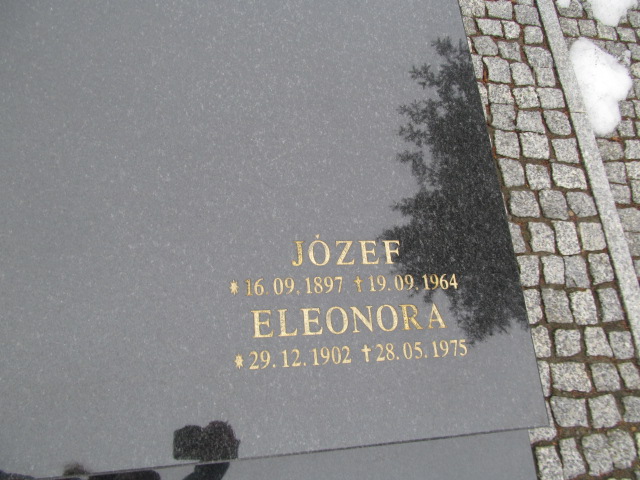 JÓZEF
* 16.09.1897 † 19.09.1964
ELEONORA
* 29.12.1902 † 28.05.1975